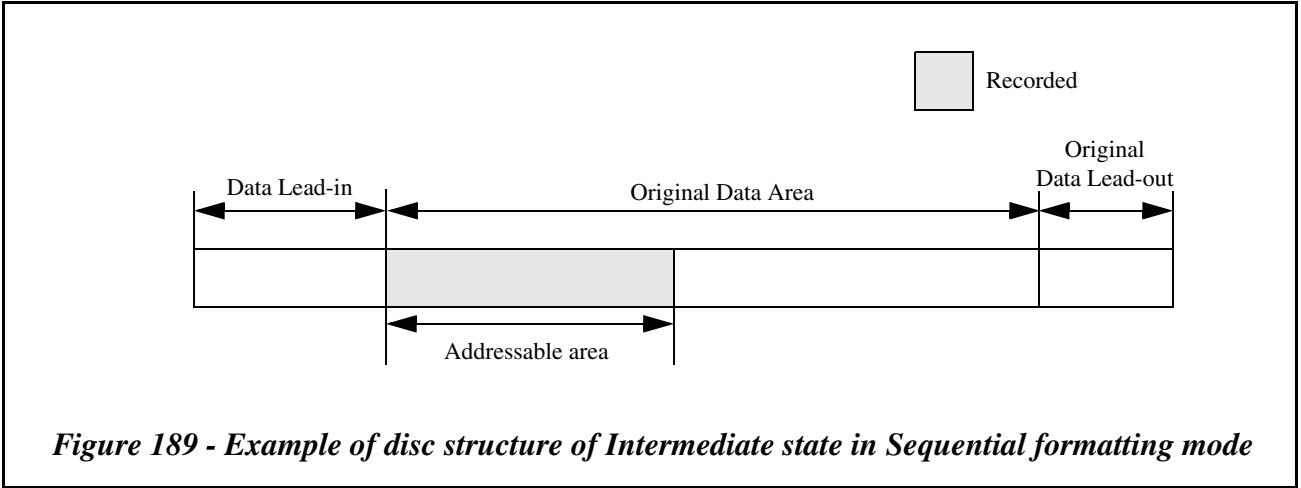 Recorded
Original
Data Lead-out
Data Lead-in
Original Data Area
Addressable area
Figure 189 - Example of disc structure of Intermediate state in Sequential formatting mode